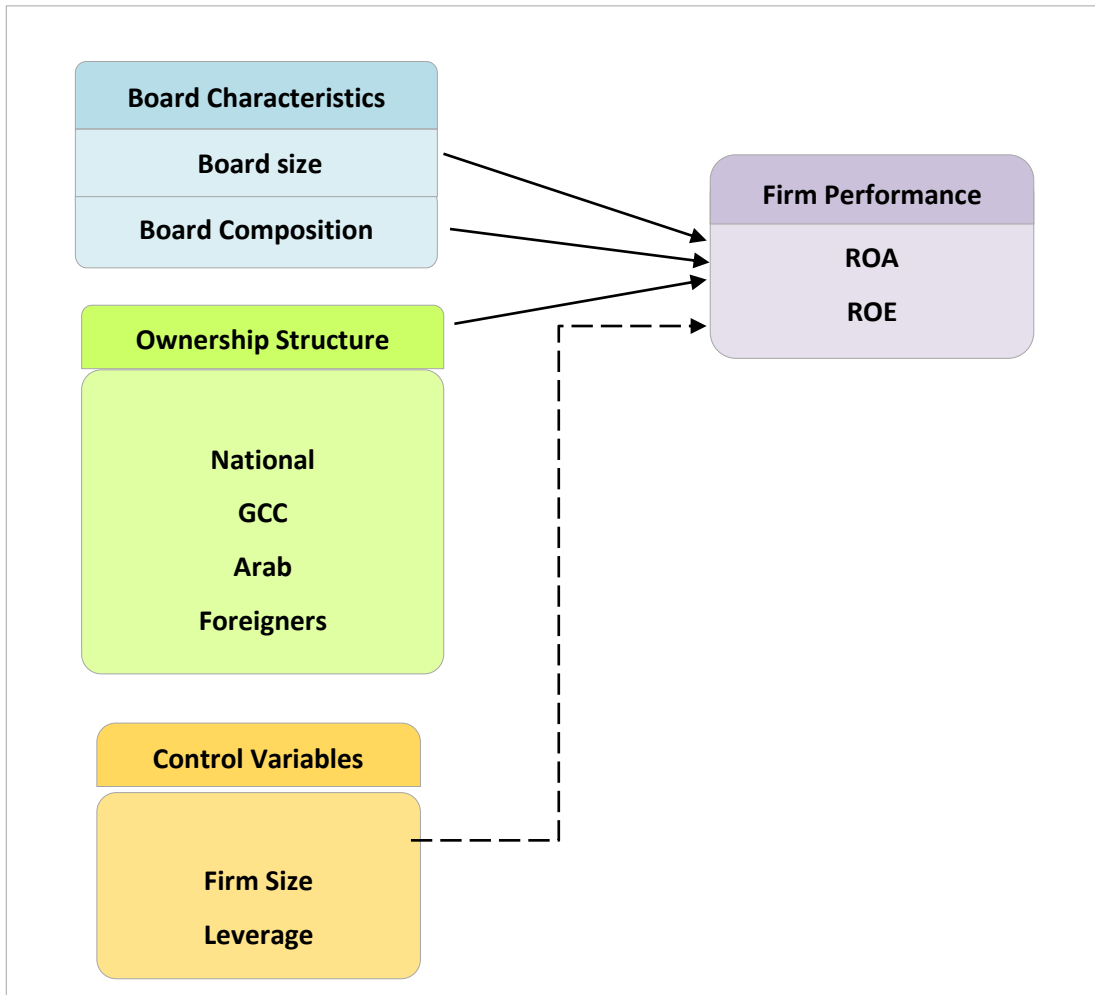 Board Characteristics
Board size
Board Composition
Firm Performance
ROA
ROE
Ownership Structure
National
GCC
Arab
Foreigners
Control Variables
Firm Size
Leverage